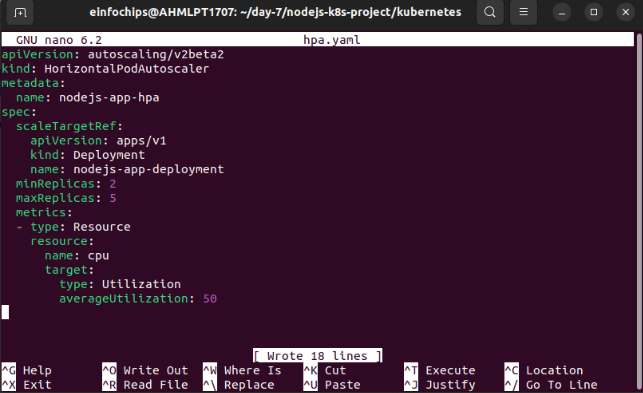 einfochips@AHMLPT1707: ~/day-7/nodejs-k8s-project/kubernetes
GNU nano 6.2 hpa.yaml
apiVersion: autoscaling/v2beta2
kind: HorizontalPodAutoscaler
metadata:
  name: nodejs-app-hpa
spec:
  scaleTargetRef:
    apiVersion: apps/v1
    kind: Deployment
    name: nodejs-app-deployment
  minReplicas: 2
  maxReplicas: 5
  metrics:
  - type: Resource
    resource:
      name: cpu
      target:
        type: Utilization
        averageUtilization: 50
[ Wrote 18 lines ]
^G Help ^O Write Out ^W Where Is ^K Cut ^T Execute ^C Location
^X Exit ^R Read File ^\ Replace ^U Paste ^J Justify ^/ Go To Line